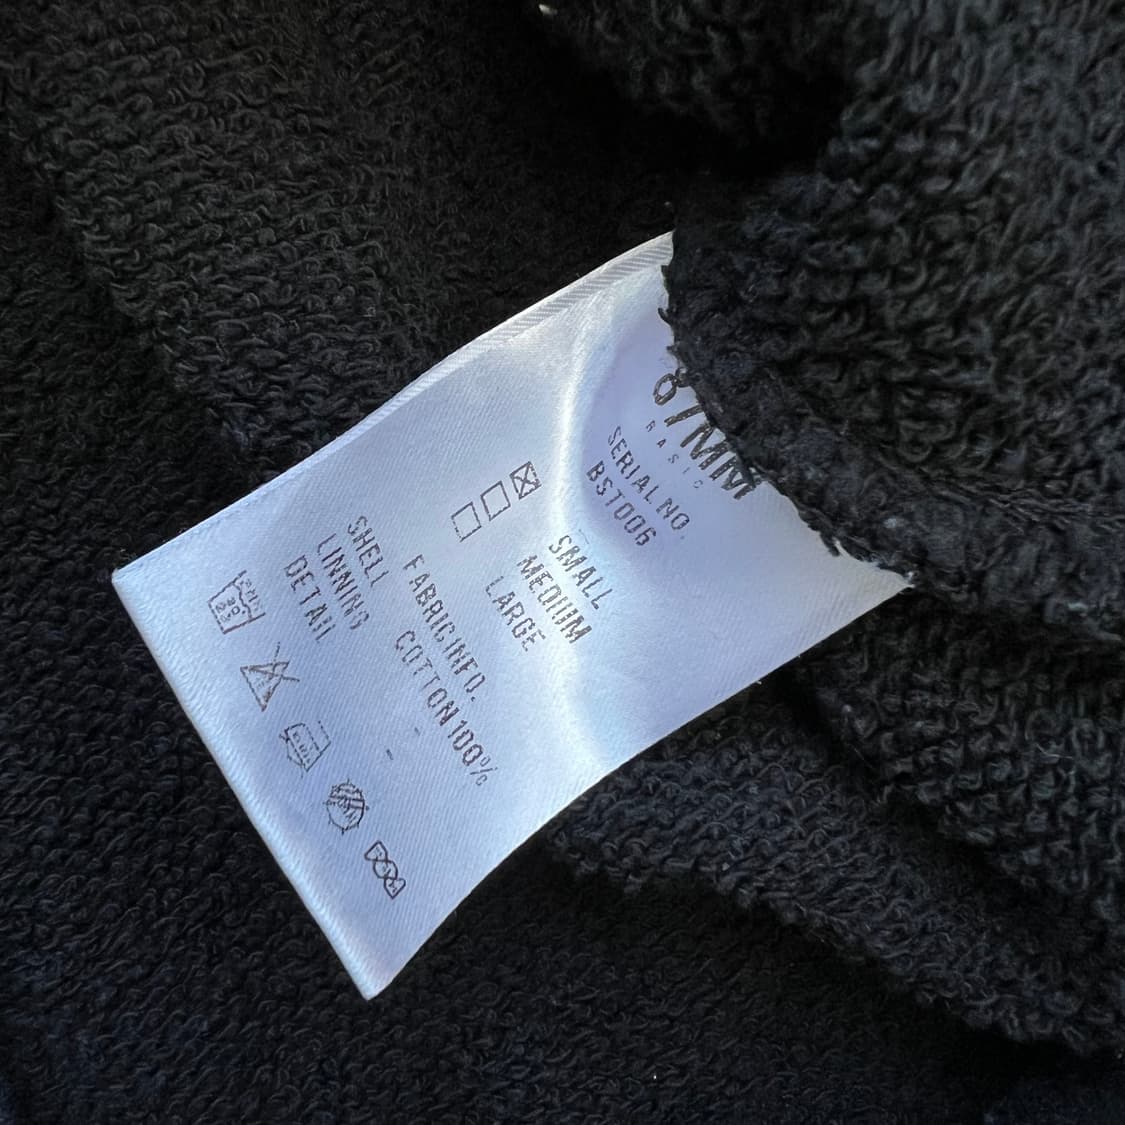 87MM
BASIC
SERIAL NO.
BST006
SMALL
MEDIUM
LARGE
FABRIC INFO.
SHELL COTTON 100%
LINNING -
DETAIL -